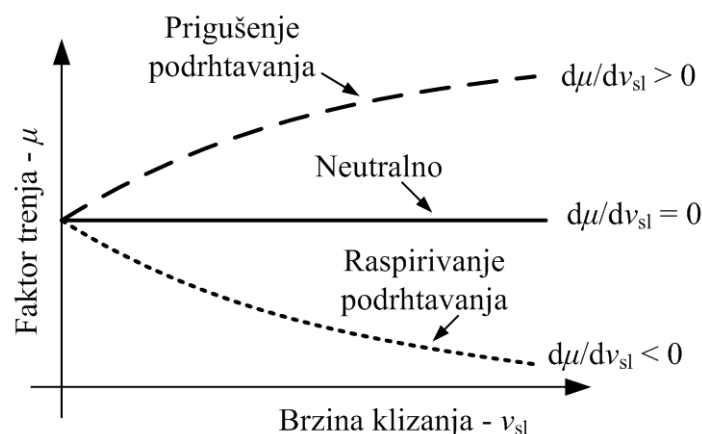 Prigušenje
podrhtavanja
dμ/dvsl > 0
Neutralno
dμ/dvsl = 0
Raspirivanje
podrhtavanja
dμ/dvsl < 0
Faktor trenja - μ
Brzina klizanja - vsl